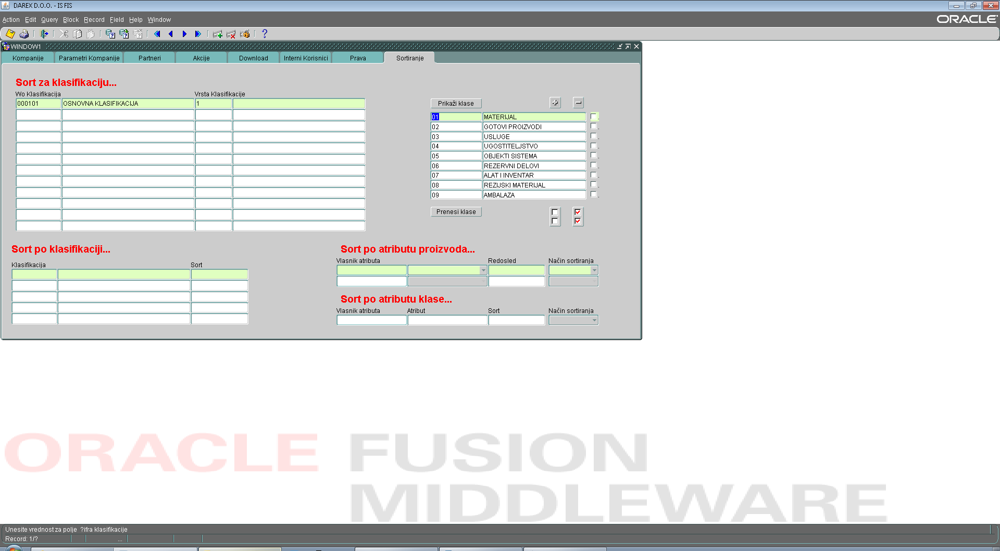 DAREX D.O.O. - IS FIS
Action Edit Query Block Record Field Help Window
ORACLE
WINDOW1
Kompanije Parametri Kompanije Partneri Akcije Download Interni Korisnici Prava Sortiranje
Sort za klasifikaciju...
Wo Klasifikacija Vrsta Klasifikacije
000101 OSNOVNA KLASIFIKACIJA 1
Prikaži klase
01 MATERIJAL
02 GOTOVI PROIZVODI
03 USLUGE
04 UGOSTITELJSTVO
05 OBJEKTI SISTEMA
06 REZERVNI DELOVI
07 ALAT I INVENTAR
08 REZIJSKI MATERIJAL
09 AMBALAZA
Prenesi klase
Sort po klasifikaciji...
Klasifikacija Sort
Sort po atributu proizvoda...
Vlasnik atributa Redosled Način sortiranja
Sort po atributu klase...
Vlasnik atributa Atribut Sort Način sortiranja
ORACLE FUSION
MIDDLEWARE
Unesite vrednost za polje ?ifra klasifikacije
Record: 1/? ...